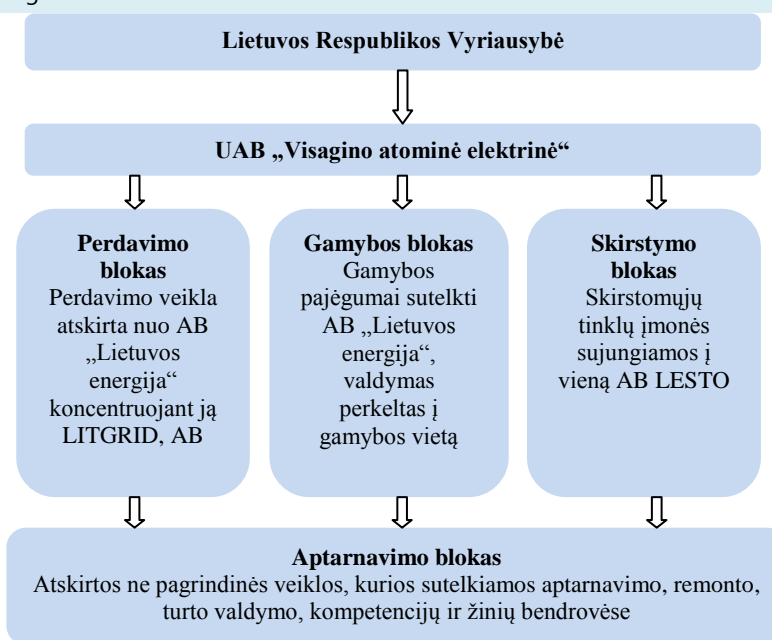 Lietuvos Respublikos Vyriausybė
UAB „Visagino atominė elektrinė“
Perdavimo
blokas
Perdavimo veikla
atskirta nuo AB
„Lietuvos
energija“
koncentruojant ją
LITGRID, AB
Gamybos blokas
Gamybos
pajėgumai sutelkti
AB „Lietuvos
energija“,
valdymas
perkeltas į
gamybos vietą
Skirstymo
blokas
Skirstomųjų
tinklų įmonės
sujungiamos į
vieną AB LESTO
Aptarnavimo blokas
Atskirtos ne pagrindinės veiklos, kurios sutelkiamos aptarnavimo, remonto,
turto valdymo, kompetencijų ir žinių bendrovėse